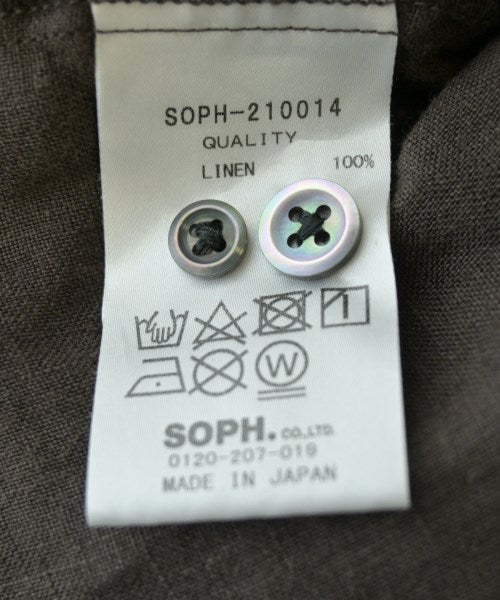 SOPH-210014
QUALITY
LINEN 100%
W
SOPH. CO.,LTD.
0120-207-019
MADE IN JAPAN